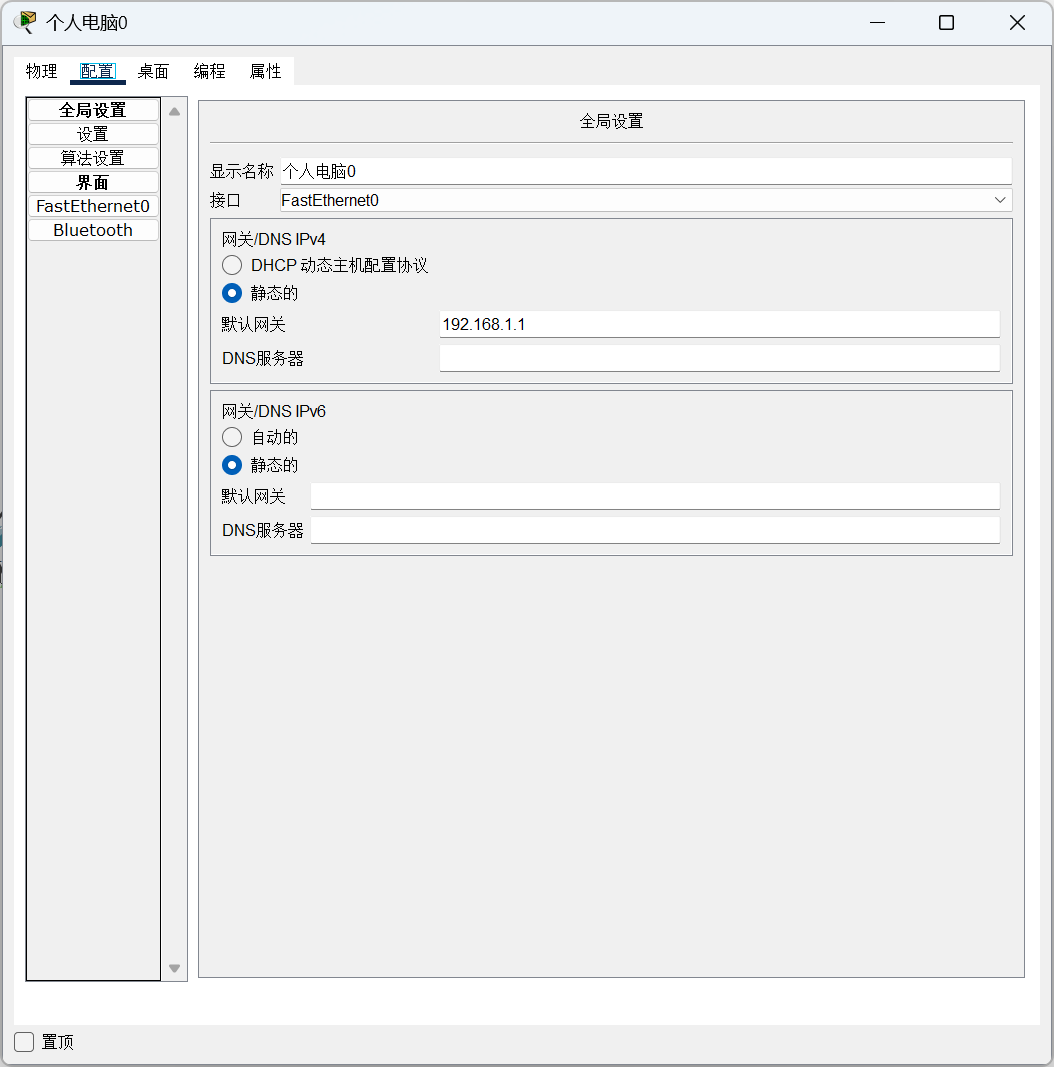 个人电脑0
物理 配置 桌面 编程 属性
全局设置
设置
算法设置
界面
FastEthernet0
Bluetooth
全局设置
显示名称 个人电脑0
接口 FastEthernet0
网关/DNS IPv4
DHCP 动态主机配置协议
静态的
默认网关 192.168.1.1
DNS服务器
网关/DNS IPv6
自动的
静态的
默认网关
DNS服务器
置顶